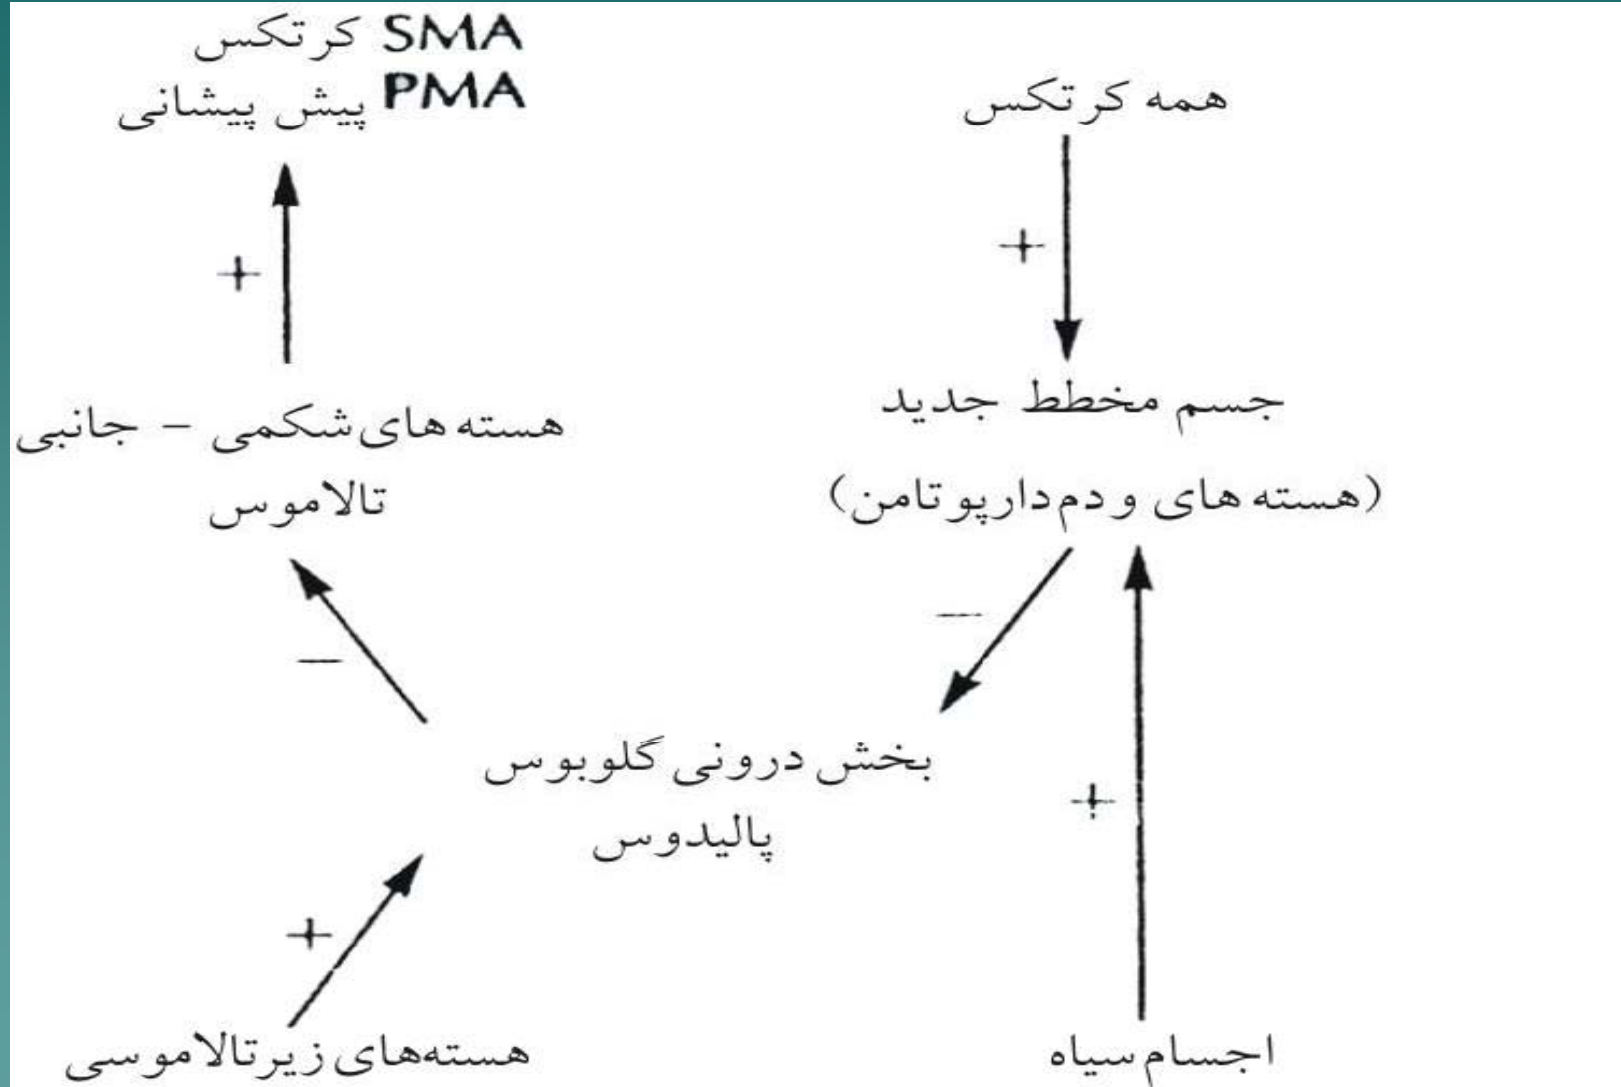 همه کرتکس
+
جسم مخطط جدید
(هسته های و دم‌دارپوتامن)
+
اجسام سیاه
−
بخش درونی گلوبوس
پالیدوس
−
+
هسته‌های زیرتالاموسی
هسته های شکمی – جانبی
تالاموس
+
SMA کرتکس
PMA پیش پیشانی